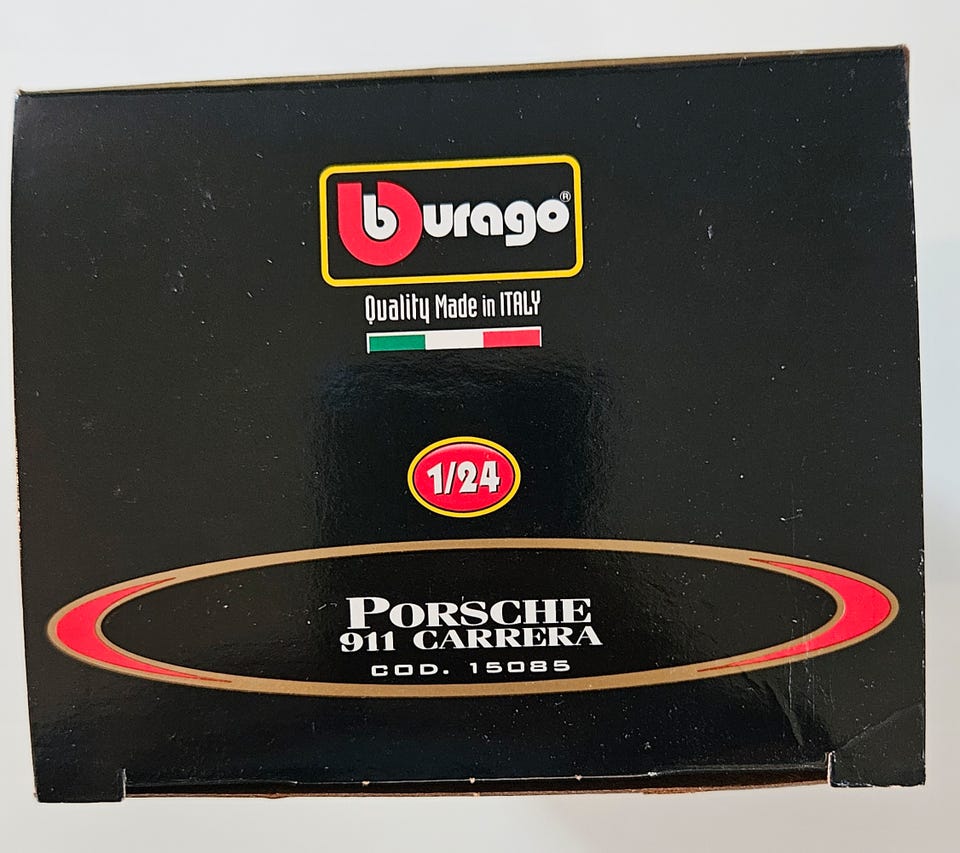 burago®
Quality Made in ITALY
1/24
PORSCHE
911 CARRERA
COD. 15085